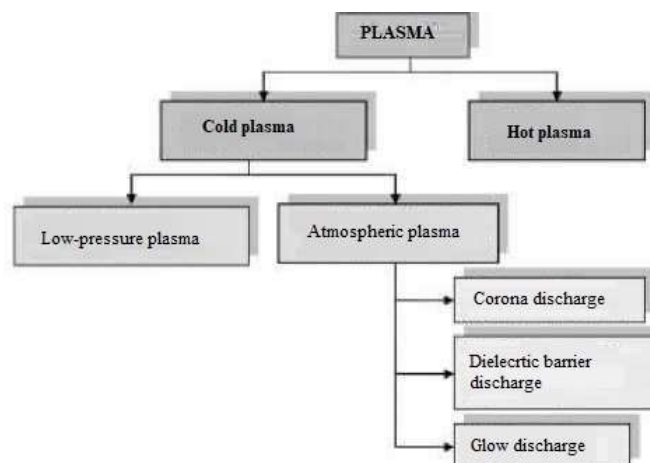 PLASMA
Cold plasma
Hot plasma
Low-pressure plasma
Atmospheric plasma
Corona discharge
Dielecrtic barrier
discharge
Glow discharge